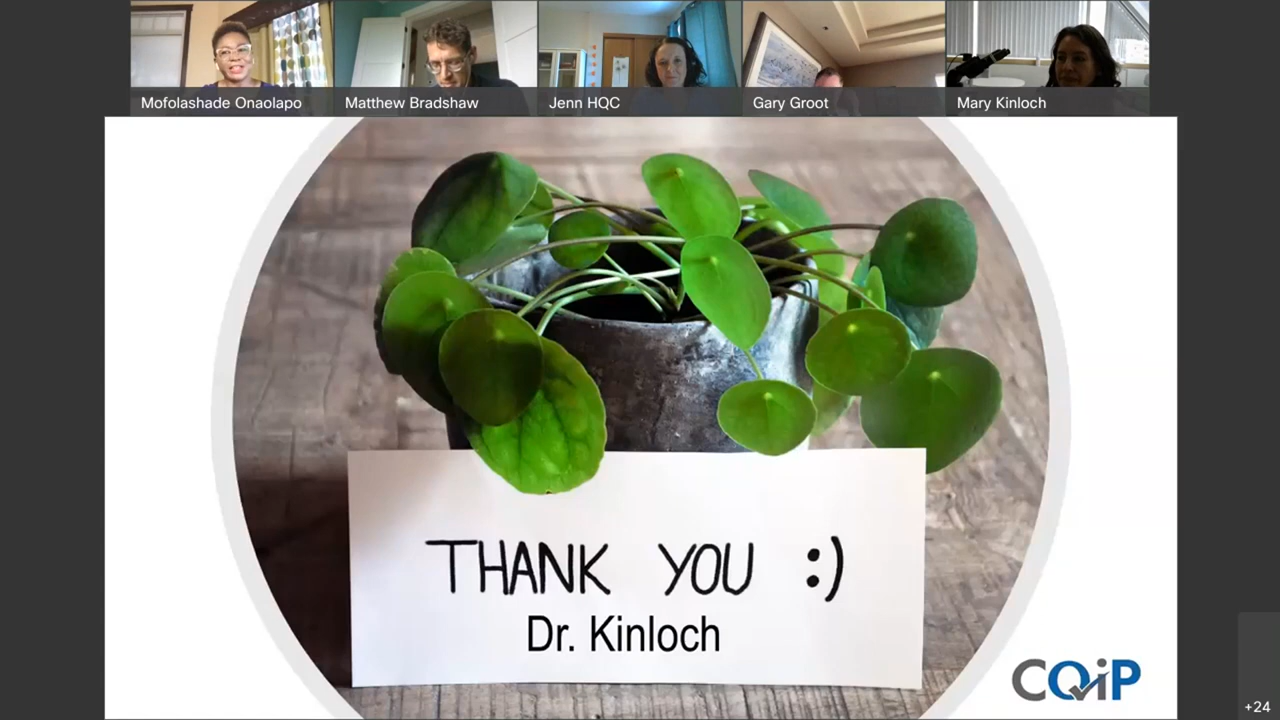 Mofolashade Onaolapo
Matthew Bradshaw
Jenn HQC
Gary Groot
Mary Kinloch
THANK YOU :)
Dr. Kinloch
CQiP
+24